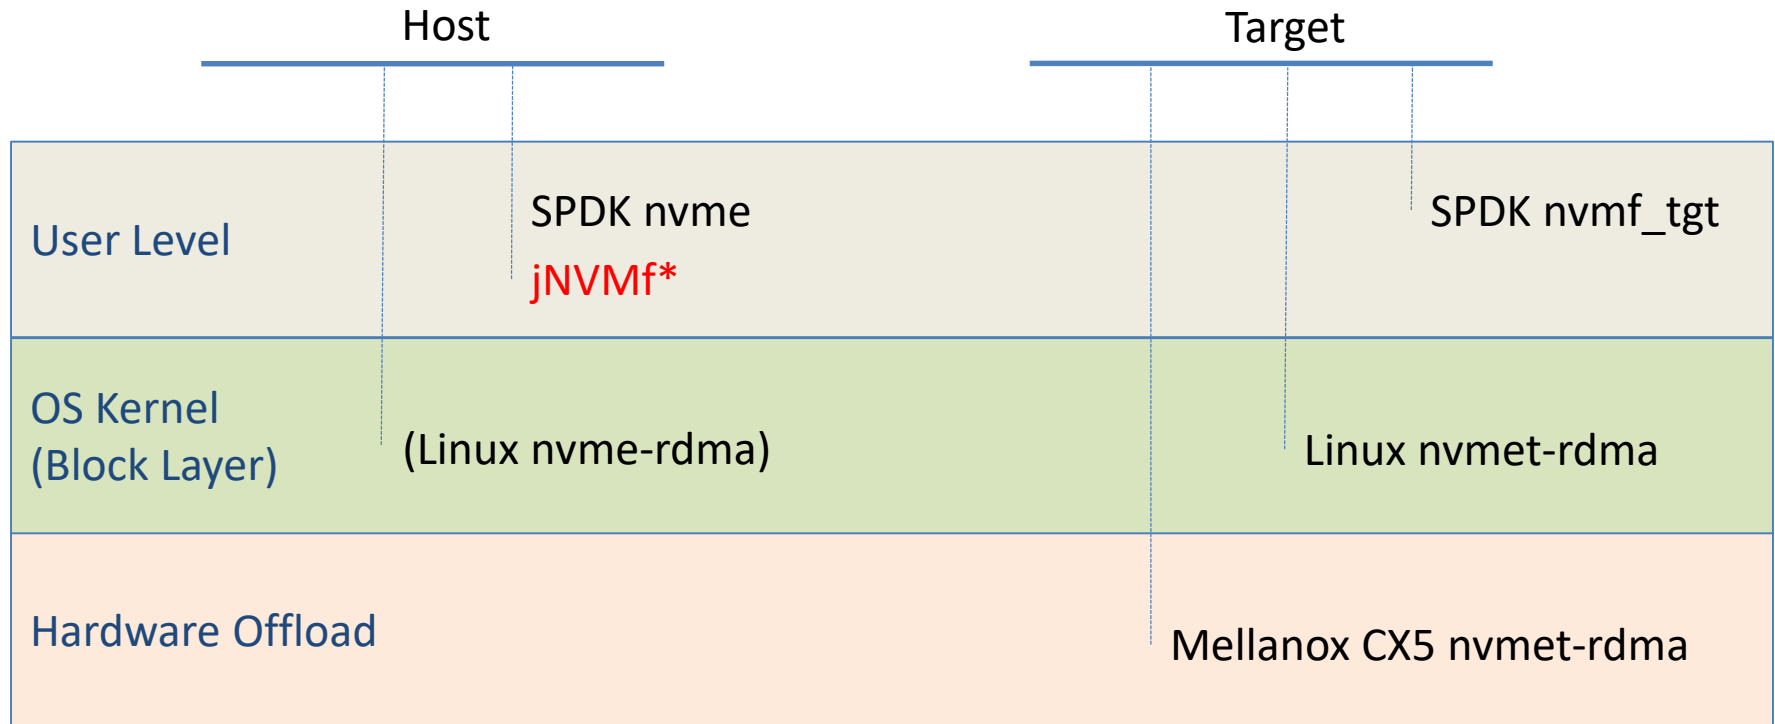 Host
Target
User Level
SPDK nvme
jNVMf*
SPDK nvmf_tgt
OS Kernel
(Block Layer)
(Linux nvme-rdma)
Linux nvmet-rdma
Hardware Offload
Mellanox CX5 nvmet-rdma